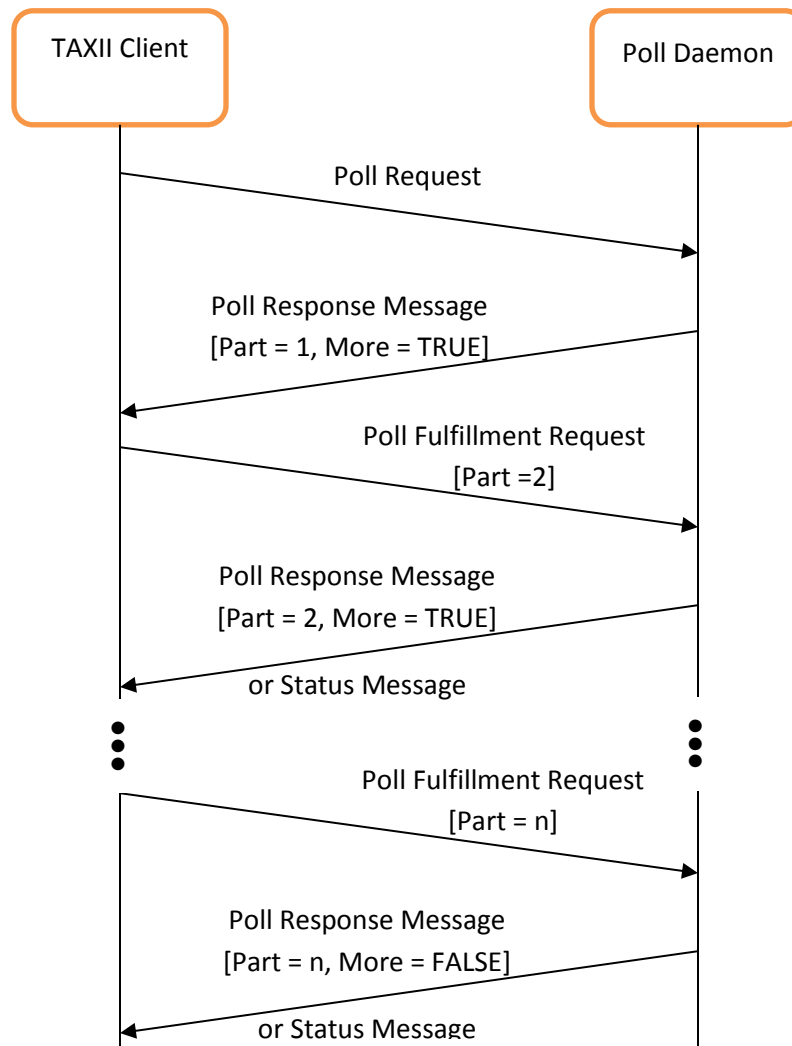 TAXII Client
Poll Daemon
Poll Request
Poll Response Message
[Part = 1, More = TRUE]
Poll Fulfillment Request
[Part =2]
Poll Response Message
[Part = 2, More = TRUE]
or Status Message
Poll Fulfillment Request
[Part = n]
Poll Response Message
[Part = n, More = FALSE]
or Status Message